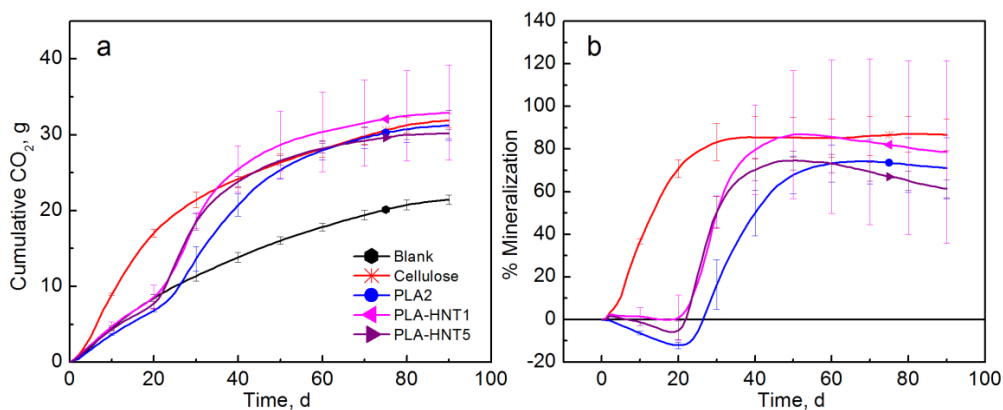 a
Cumulative CO2, g
40
30
20
10
0
0 20 40 60 80 100
Time, d
Blank
Cellulose
PLA2
PLA-HNT1
PLA-HNT5
b
% Mineralization
140
120
100
80
60
40
20
0
-20
0 20 40 60 80 100
Time, d